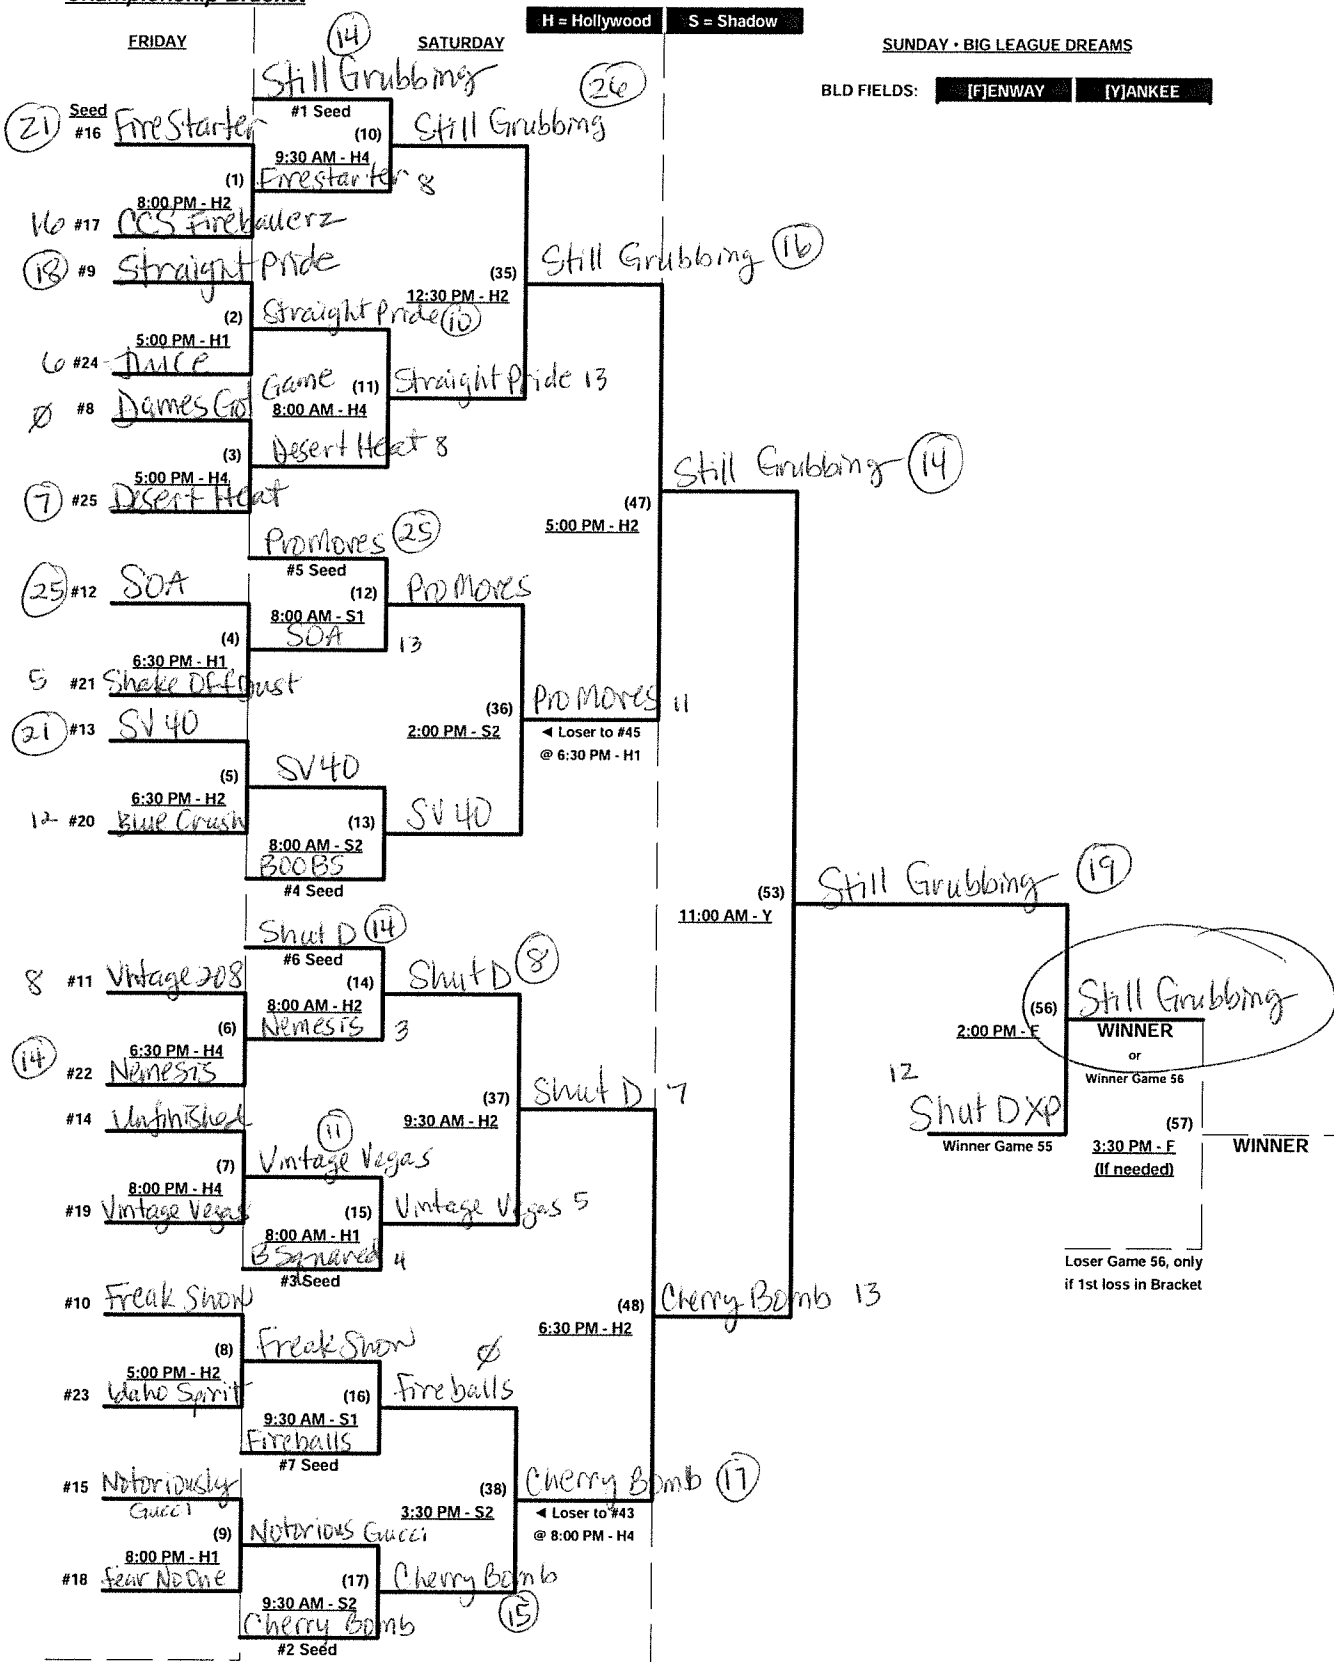 Championship Bracket
H = Hollywood S = Shadow
FRIDAY
SATURDAY
SUNDAY • BIG LEAGUE DREAMS
BLD FIELDS: [F]ENWAY [Y]ANKEE
14
Still Grubbing
#1 Seed
26
Seed
21 #16 FireStarter
(10)
9:30 AM - H4
Still Grubbing
(1)
8:00 PM - H2
Firestarter 8
16 #17 CCS Fireballerz
18 #9 Straight Pride
(35)
12:30 PM - H2
Still Grubbing 16
(2)
5:00 PM - H1
Straight Pride 10
6 #24 Juice
Game (11)
8:00 AM - H4
Straight Pride 13
0 #8 Dames Got
(3)
5:00 PM - H4
Desert Heat 8
7 #25 Desert Heat
Still Grubbing 14
(47)
5:00 PM - H2
ProMoves 25
#5 Seed
25 #12 SOA
(12)
8:00 AM - S1
Pro Moves
(4)
6:30 PM - H1
SOA 13
5 #21 Shake Off Dust
21 #13 SV 40
(36)
2:00 PM - S2
Pro Moves 11
◄ Loser to #45
@ 6:30 PM - H1
(5)
6:30 PM - H2
SV40
12 #20 Blue Crush
(13)
8:00 AM - S2
SV 40
BOOBS
#4 Seed
(53)
11:00 AM - Y
Still Grubbing 19
Shut D 14
#6 Seed
8 #11 Vintage 208
(14)
8:00 AM - H2
Shut D 8
(6)
6:30 PM - H4
Nemesis 3
14 #22 Nemesis
(56)
2:00 PM - F
Still Grubbing
WINNER
or
Winner Game 56
#14 Unfinished
(37)
9:30 AM - H2
Shut D 7
12
Shut D XP
Winner Game 55
(57)
3:30 PM - F
(If needed)
WINNER
11
(7)
8:00 PM - H4
Vintage Vegas
#19 Vintage Vegas
(15)
8:00 AM - H1
Vintage Vegas 5
B Squared 4
#3 Seed
Loser Game 56, only
if 1st loss in Bracket
#10 Freak Show
(48)
6:30 PM - H2
Cherry Bomb 13
(8)
5:00 PM - H2
Freak Show
0
#23 Idaho Spirit
(16)
9:30 AM - S1
Fireballs
Fireballs
#7 Seed
#15 Notoriously
Gucci
(38)
3:30 PM - S2
Cherry Bomb 17
◄ Loser to #43
@ 8:00 PM - H4
(9)
8:00 PM - H1
Notorious Gucci
#18 Fear No One
(17)
9:30 AM - S2
Cherry Bomb
15
Cherry Bomb
#2 Seed